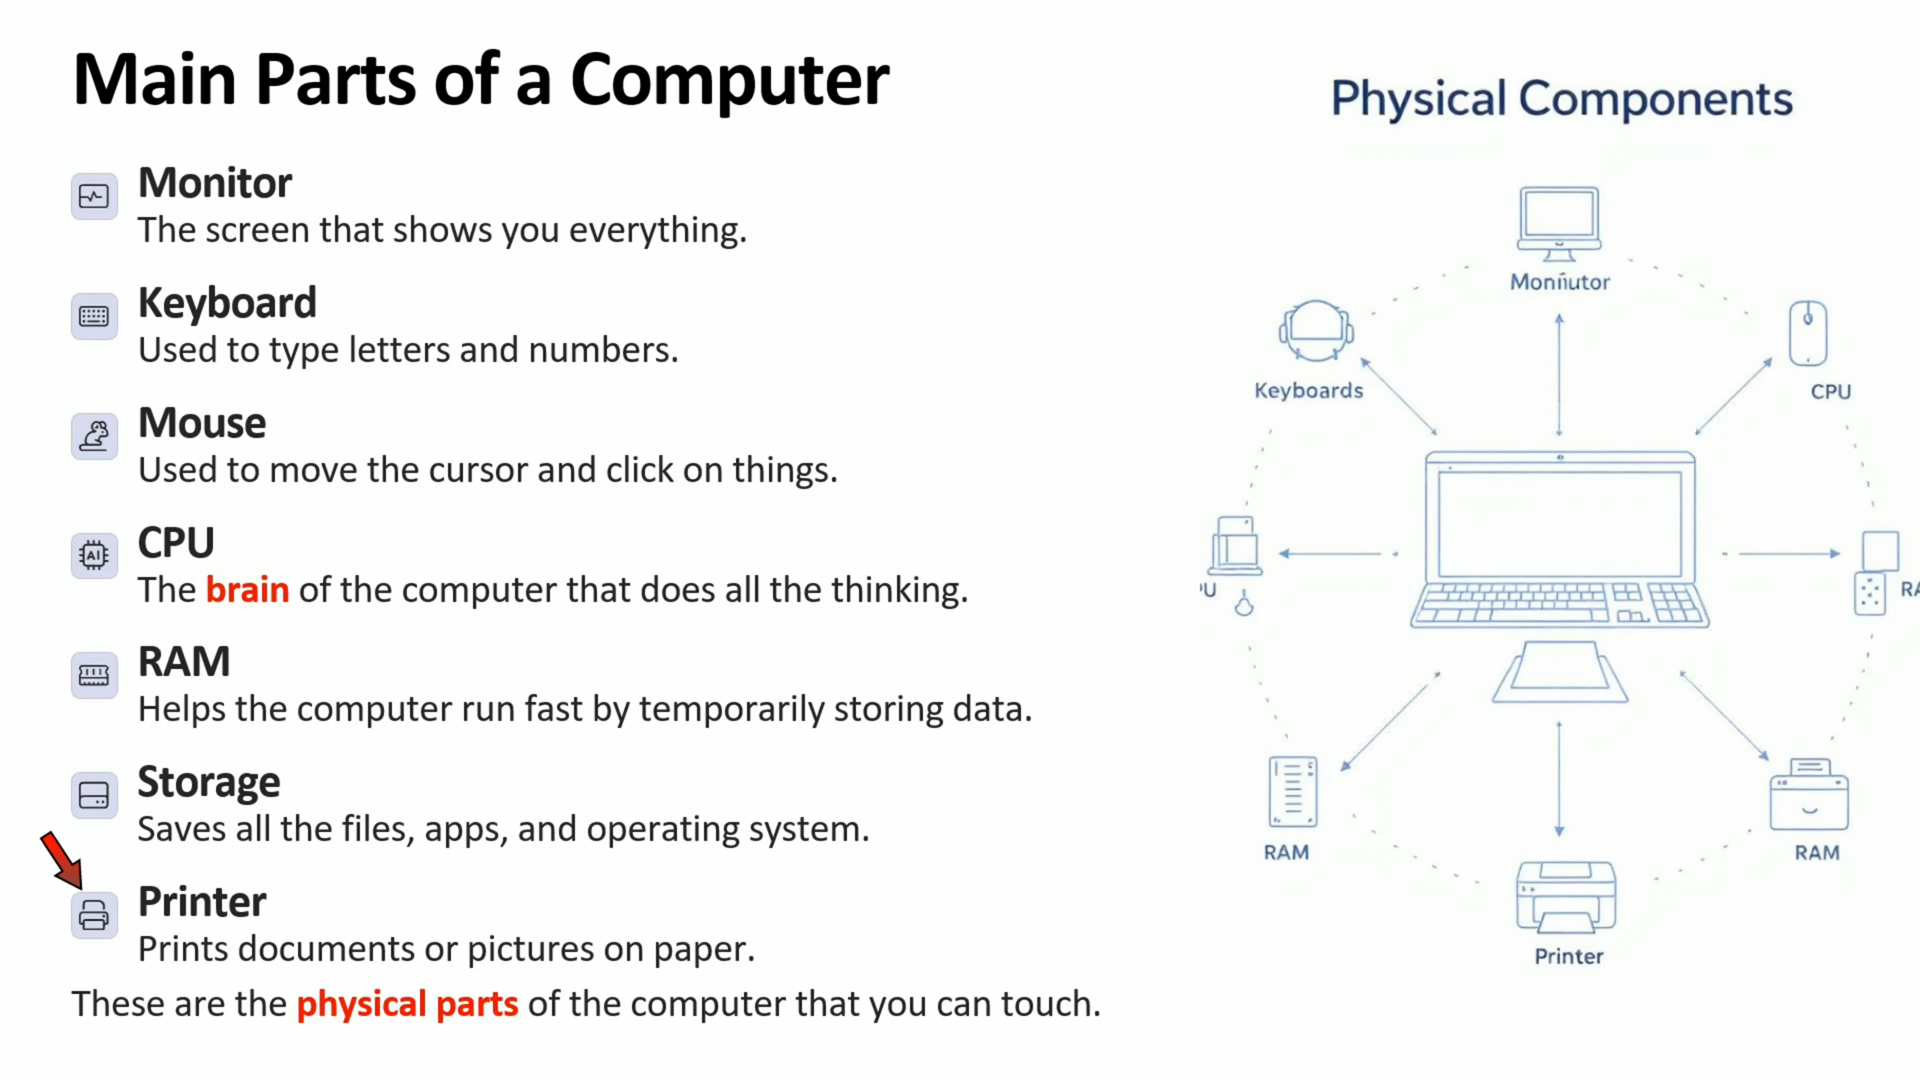 Main Parts of a Computer
Monitor
The screen that shows you everything.
Keyboard
Used to type letters and numbers.
Mouse
Used to move the cursor and click on things.
AI
CPU
The brain of the computer that does all the thinking.
RAM
Helps the computer run fast by temporarily storing data.
Storage
Saves all the files, apps, and operating system.
Printer
Prints documents or pictures on paper.
These are the physical parts of the computer that you can touch.
Physical Components
Moniīutor
Keyboards
CPU
RAM
RAM
Printer